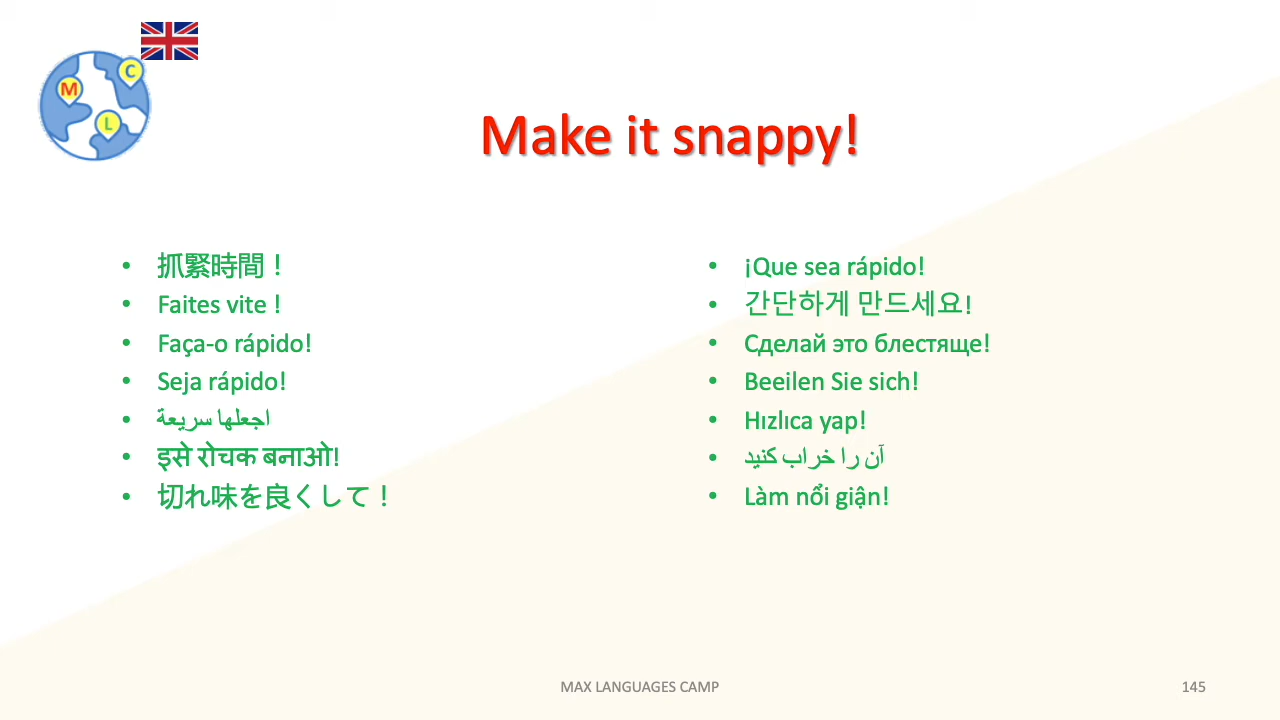 M
C
L
Make it snappy!
抓緊時間！
Faites vite !
Faça-o rápido!
Seja rápido!
اجعلها سريعة
इसे रोचक बनाओ!
切れ味を良くして！
¡Que sea rápido!
간단하게 만드세요!
Сделай это блестяще!
Beeilen Sie sich!
Hızlıca yap!
آن را خراب کنید
Làm nổi giận!
MAX LANGUAGES CAMP
145